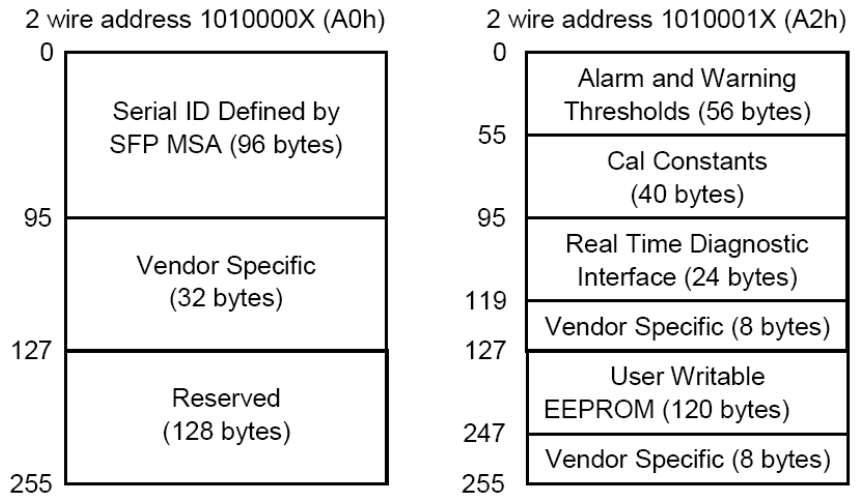 2 wire address 1010000X (A0h)
0
Serial ID Defined by
SFP MSA (96 bytes)
95
Vendor Specific
(32 bytes)
127
Reserved
(128 bytes)
255
2 wire address 1010001X (A2h)
0
Alarm and Warning
Thresholds (56 bytes)
55
Cal Constants
(40 bytes)
95
Real Time Diagnostic
Interface (24 bytes)
119
Vendor Specific (8 bytes)
127
User Writable
EEPROM (120 bytes)
247
Vendor Specific (8 bytes)
255